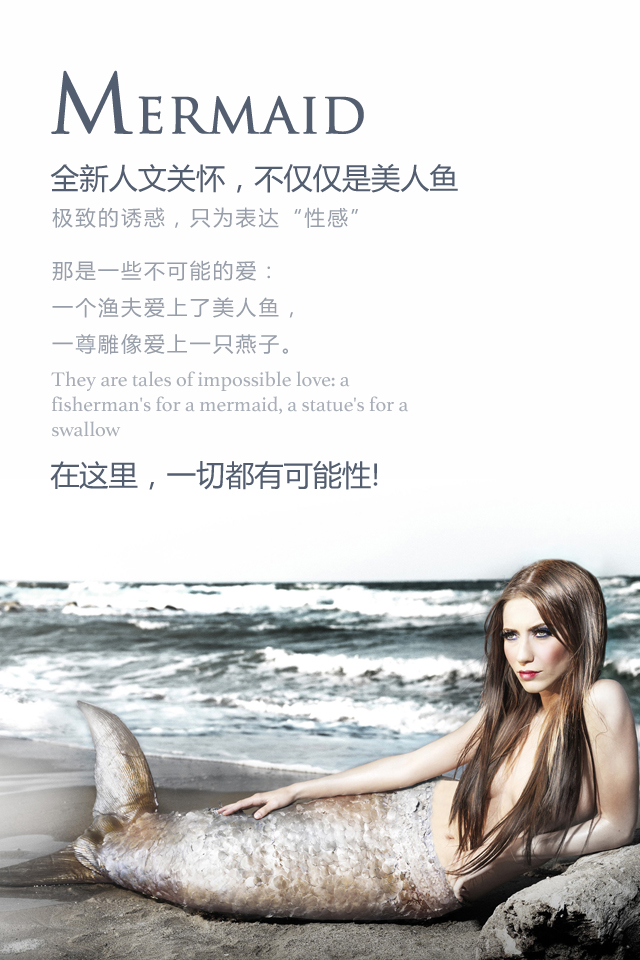 MERMAID
全新人文关怀，不仅仅是美人鱼
极致的诱惑，只为表达“性感”
那是一些不可能的爱：
一个渔夫爱上了美人鱼，
一尊雕像爱上一只燕子。
They are tales of impossible love: a
fisherman's for a mermaid, a statue's for a
swallow
在这里，一切都有可能性!